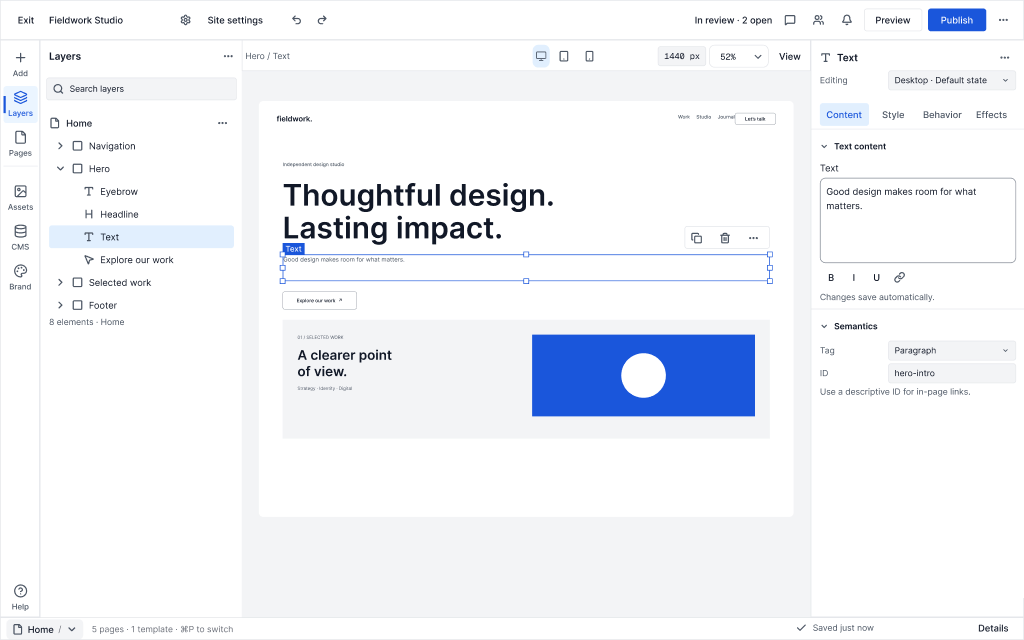 Exit
Fieldwork Studio
Site settings
In review · 2 open
Preview
Publish
Add
Layers
Pages
Assets
CMS
Brand
Help
Layers
Search layers
Home
Navigation
Hero
Eyebrow
Headline
Text
Explore our work
Selected work
Footer
8 elements · Home
Hero / Text
1440 px
52%
View
fieldwork.
Work
Studio
Journal
Let's talk
Independent design studio
Thoughtful design.
Lasting impact.
Text
Good design makes room for what matters.
Explore our work ↗
01 / SELECTED WORK
A clearer point
of view.
Strategy · Identity · Digital
Text
Editing
Desktop · Default state
Content
Style
Behavior
Effects
Text content
Text
Good design makes room for what
matters.
B
I
U
Changes save automatically.
Semantics
Tag
Paragraph
ID
hero-intro
Use a descriptive ID for in-page links.
Home /
5 pages · 1 template · ⌘P to switch
Saved just now
Details